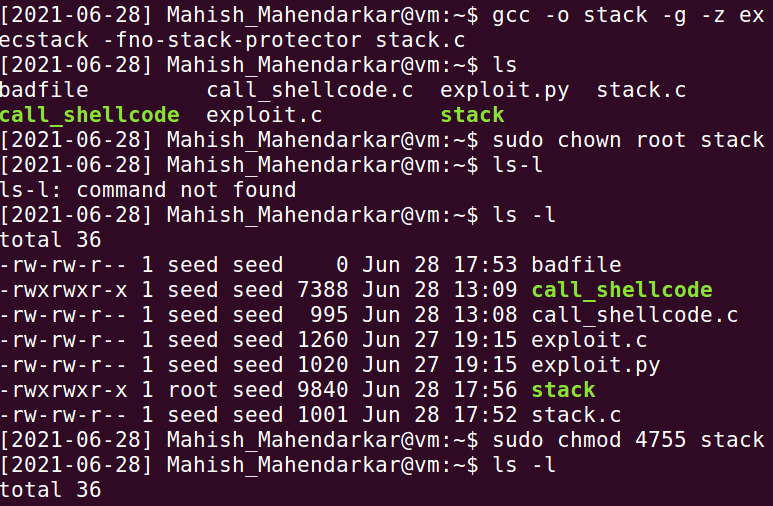 [2021-06-28] Mahish_Mahendarkar@vm:~$ gcc -o stack -g -z ex
ecstack -fno-stack-protector stack.c
[2021-06-28] Mahish_Mahendarkar@vm:~$ ls
badfile         call_shellcode.c  exploit.py  stack.c
call_shellcode  exploit.c         stack
[2021-06-28] Mahish_Mahendarkar@vm:~$ sudo chown root stack
[2021-06-28] Mahish_Mahendarkar@vm:~$ ls-l
ls-l: command not found
[2021-06-28] Mahish_Mahendarkar@vm:~$ ls -l
total 36
-rw-rw-r-- 1 seed seed    0 Jun 28 17:53 badfile
-rwxrwxr-x 1 seed seed 7388 Jun 28 13:09 call_shellcode
-rw-rw-r-- 1 seed seed  995 Jun 28 13:08 call_shellcode.c
-rw-rw-r-- 1 seed seed 1260 Jun 27 19:15 exploit.c
-rw-rw-r-- 1 seed seed 1020 Jun 27 19:15 exploit.py
-rwxrwxr-x 1 root seed 9840 Jun 28 17:56 stack
-rw-rw-r-- 1 seed seed 1001 Jun 28 17:52 stack.c
[2021-06-28] Mahish_Mahendarkar@vm:~$ sudo chmod 4755 stack
[2021-06-28] Mahish_Mahendarkar@vm:~$ ls -l
total 36